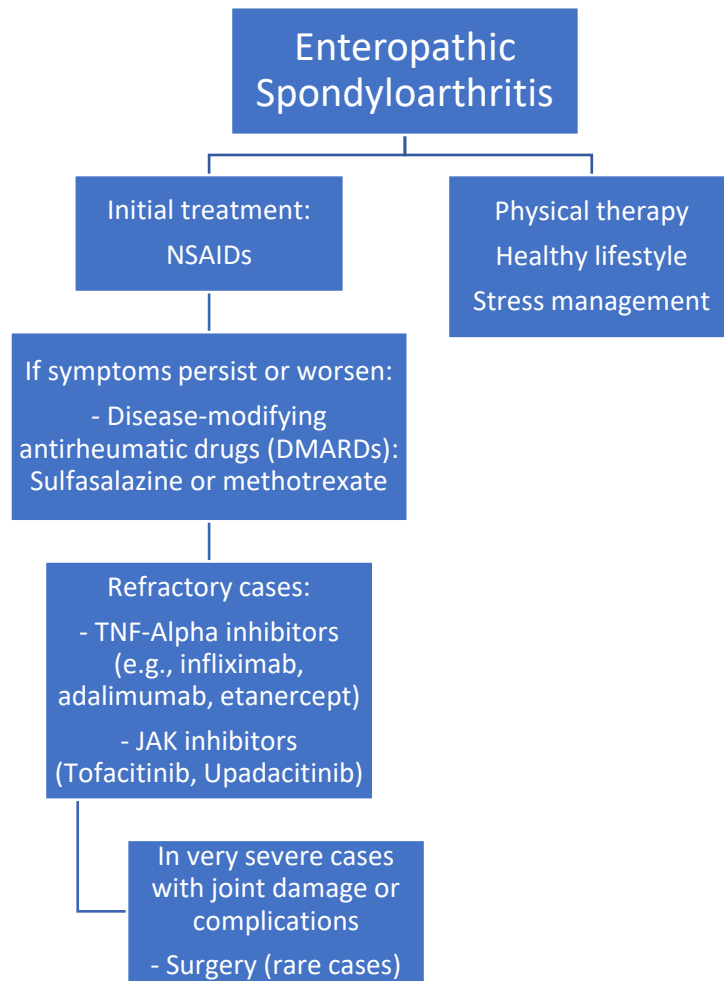 Enteropathic
Spondyloarthritis
Initial treatment:
NSAIDs
Physical therapy
Healthy lifestyle
Stress management
If symptoms persist or worsen:
- Disease-modifying
antirheumatic drugs (DMARDs):
Sulfasalazine or methotrexate
Refractory cases:
- TNF-Alpha inhibitors
(e.g., infliximab,
adalimumab, etanercept)
- JAK inhibitors
(Tofacitinib, Upadacitinib)
In very severe cases
with joint damage or
complications
- Surgery (rare cases)